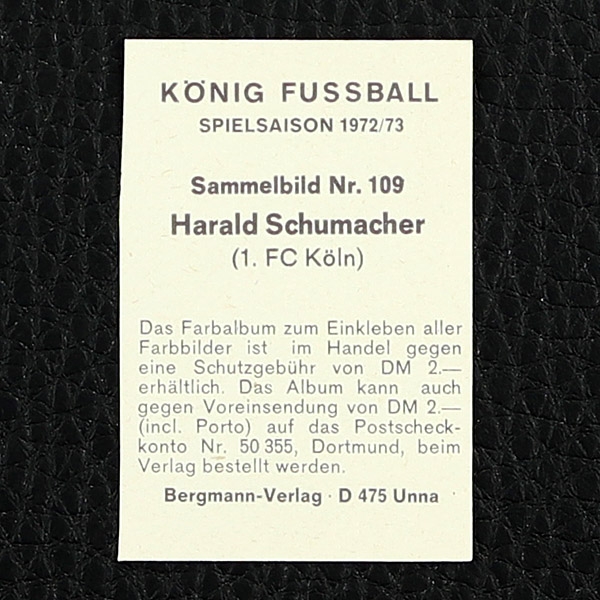 KÖNIG FUSSBALL
SPIELSAISON 1972/73
Sammelbild Nr. 109
Harald Schumacher
(1. FC Köln)
Das Farbalbum zum Einkleben aller
Farbbilder ist im Handel gegen
eine Schutzgebühr von DM 2.—
erhältlich. Das Album kann auch
gegen Voreinsendung von DM 2.—
(incl. Porto) auf das Postscheck-
konto Nr. 50 355, Dortmund, beim
Verlag bestellt werden.
Bergmann-Verlag · D 475 Unna